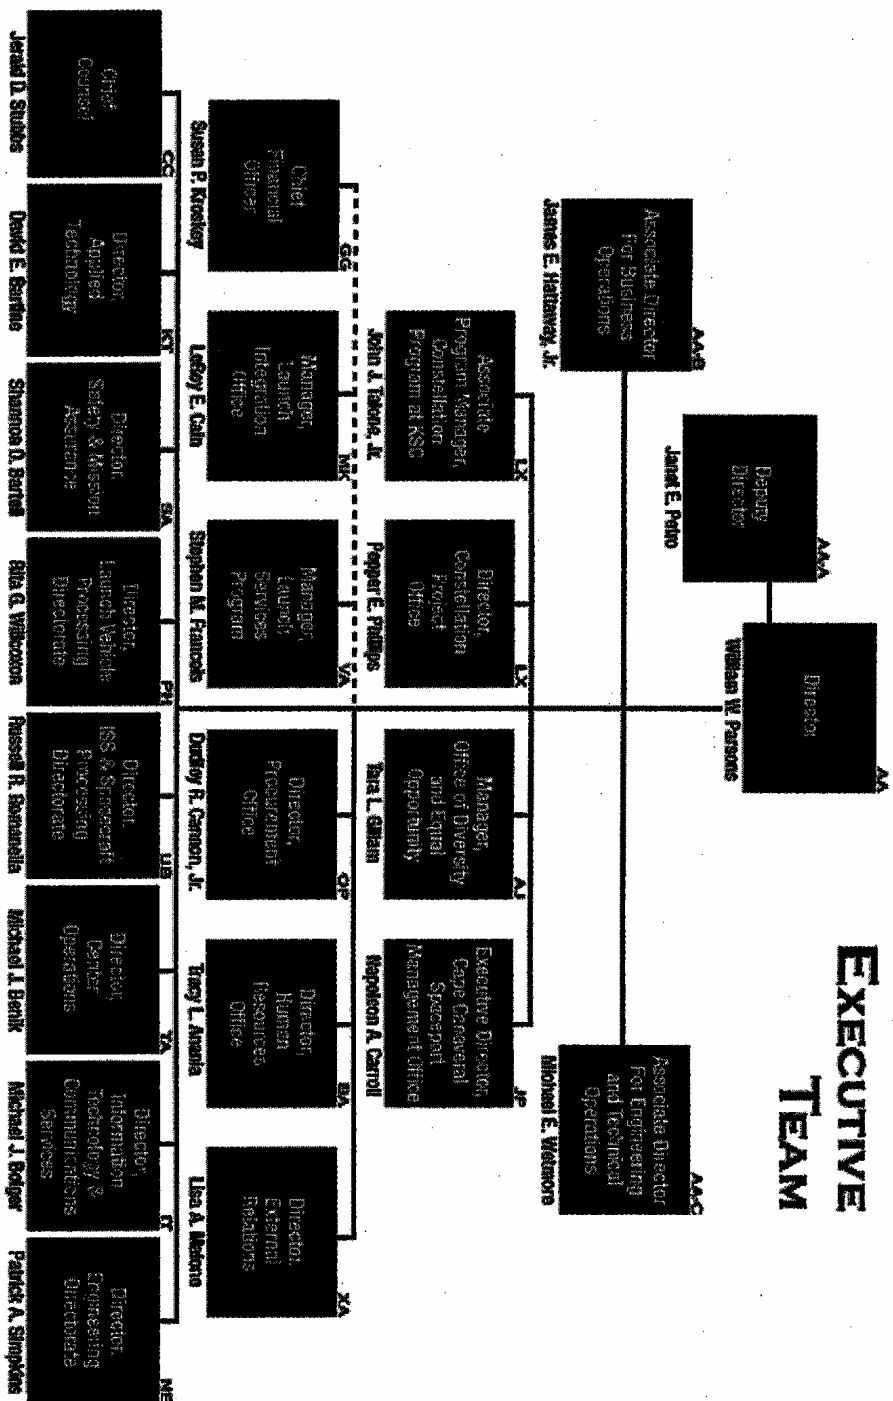 EXECUTIVE
TEAM
AA
Director
William W. Parsons
AA-A
Deputy
Director
Janet E. Petro
AA-B
Associate Director
For Business
Operations
James E. Hattaway, Jr.
AA-C
Associate Director
For Engineering
and Technical
Operations
Michael E. Wetmore
LX
Associate
Program Manager,
Constellation
Program at KSC
John J. Talone, Jr.
LX
Director,
Constellation
Project
Office
Pepper E. Phillips
AJ
Manager,
Office of Diversity
and Equal
Opportunity
Tara L. Gillam
JP
Executive Director,
Cape Canaveral
Spaceport
Management Office
Napoleon A. Carroll
GG
Chief
Financial
Officer
Susan P. Kroskey
MK
Manager,
Launch
Integration
Office
LeRoy E. Cain
VA
Manager,
Launch
Services
Program
Stephen M. Francois
OP
Director,
Procurement
Office
Dudley R. Cannon, Jr.
BA
Director,
Human
Resources
Office
Tracy L. Anania
XA
Director,
External
Relations
Lisa A. Malone
CC
Chief
Counsel
Jerald D. Stubbs
KT
Director,
Applied
Technology
David E. Bartine
SA
Director,
Safety & Mission
Assurance
Shannon D. Bartell
PH
Director,
Launch Vehicle
Processing
Directorate
Rita G. Willcoxon
UB
Director,
ISS & Spacecraft
Processing
Directorate
Russell R. Romanella
TA
Director,
Center
Operations
Michael J. Benik
IT
Director,
Information
Technology &
Communications
Services
Michael J. Bolger
NE
Director,
Engineering
Directorate
Patrick A. Simpkins